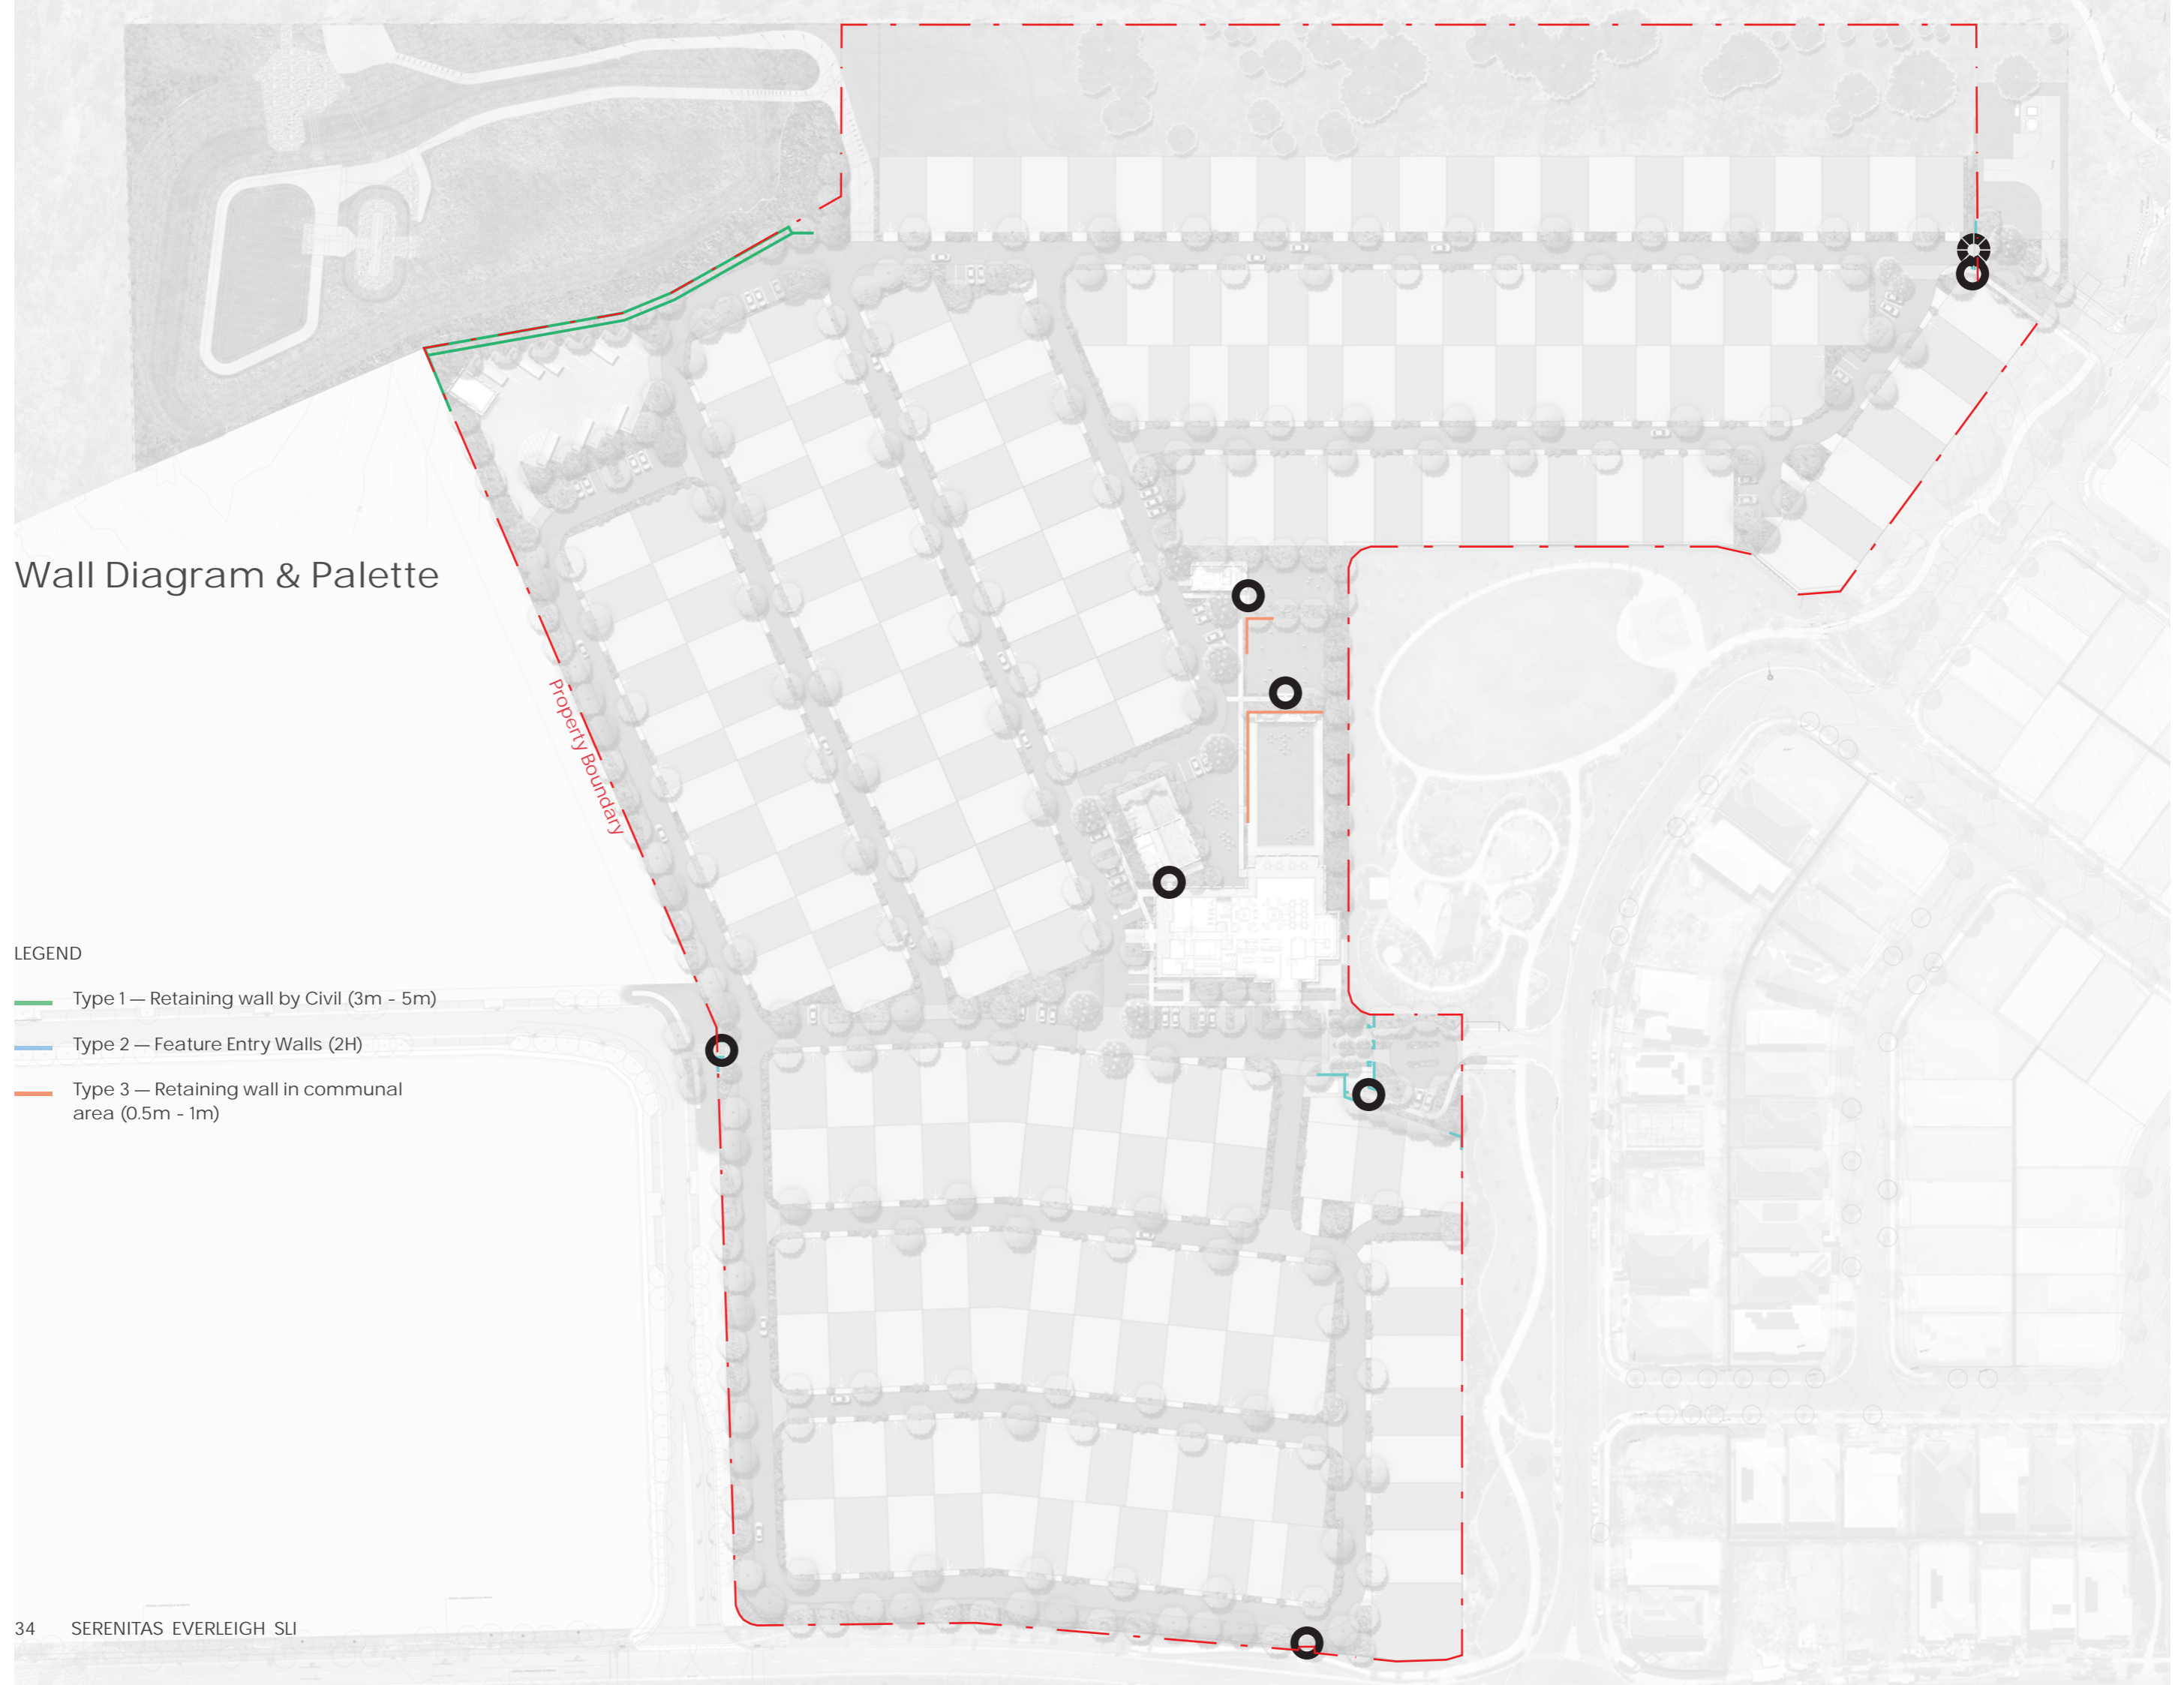 Wall Diagram & Palette
Property Boundary
LEGEND
Type 1 — Retaining wall by Civil (3m - 5m)
Type 2 — Feature Entry Walls (2H)
Type 3 — Retaining wall in communal
area (0.5m - 1m)
34 SERENITAS EVERLEIGH SLI